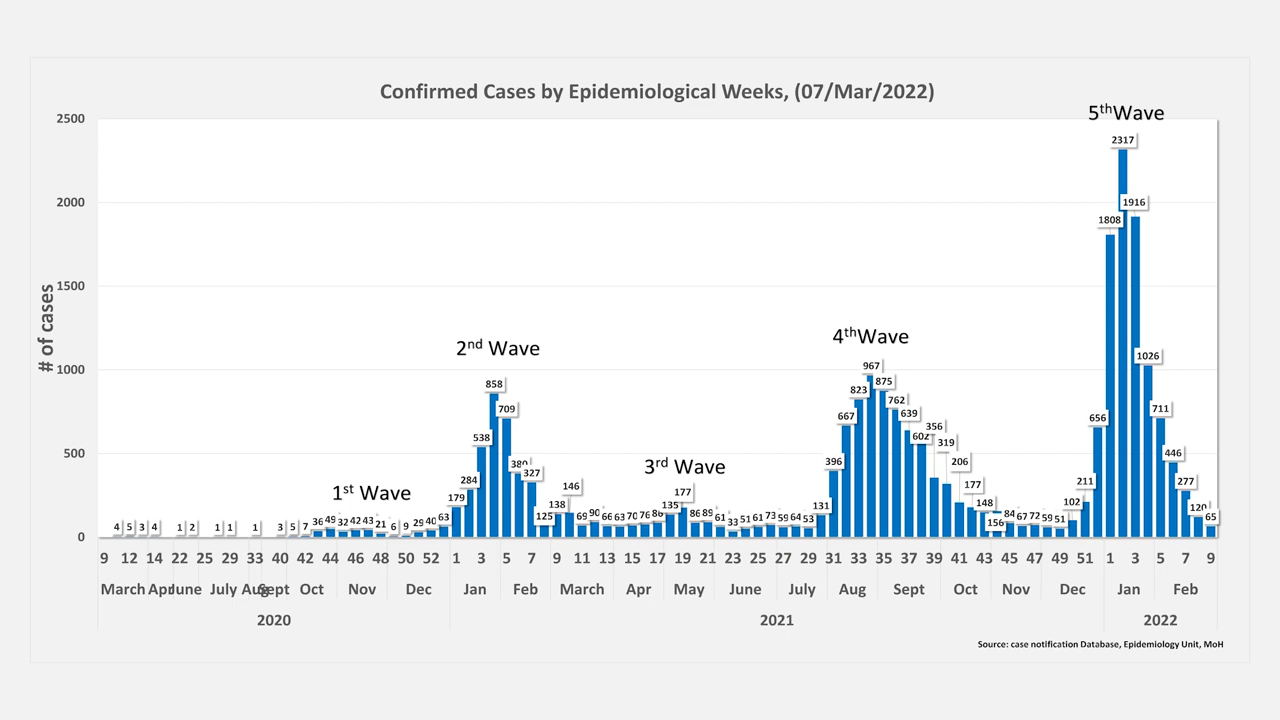 Confirmed Cases by Epidemiological Weeks, (07/Mar/2022)
# of cases
2500
2000
1500
1000
500
0
1st Wave
2nd Wave
3rd Wave
4thWave
5thWave
4 5 3 4 1 2 1 1 1 3 5 7 36 49 32 42 43 21 6 9 29 40 63
179 284 538 858 709 380 327 125 138 146 69 90 66 63 70 76 86 135 177 86 89 61 33 51 61 73 59 64 53 131
396 667 823 967 875 762 639 602 356 319 206 177 148 156 84 67 72 59 51 102 211 656
1808 2317 1916 1026 711 446 277 120 65
9 12 14 22 25 29 33 40 42 44 46 48 50 52 1 3 5 7 9 11 13 15 17 19 21 23 25 27 29 31 33 35 37 39 41 43 45 47 49 51 1 3 5 7 9
March June July Sept Oct Nov Dec Jan Feb March Apr May June July Aug Sept Oct Nov Dec Jan Feb
2020 2021 2022
Source: case notification Database, Epidemiology Unit, MoH